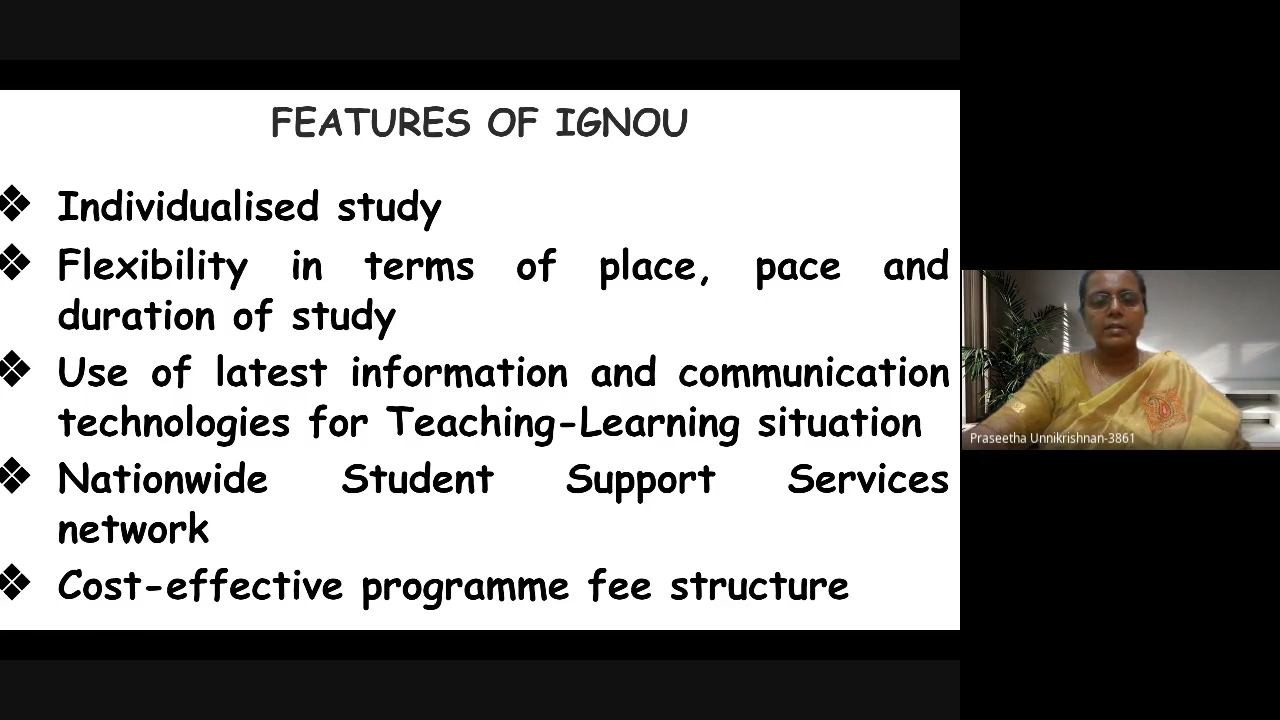 FEATURES OF IGNOU
❖ Individualised study
❖ Flexibility in terms of place, pace and
duration of study
❖ Use of latest information and communication
technologies for Teaching-Learning situation
❖ Nationwide Student Support Services
network
❖ Cost-effective programme fee structure
Praseetha Unnikrishnan-3861